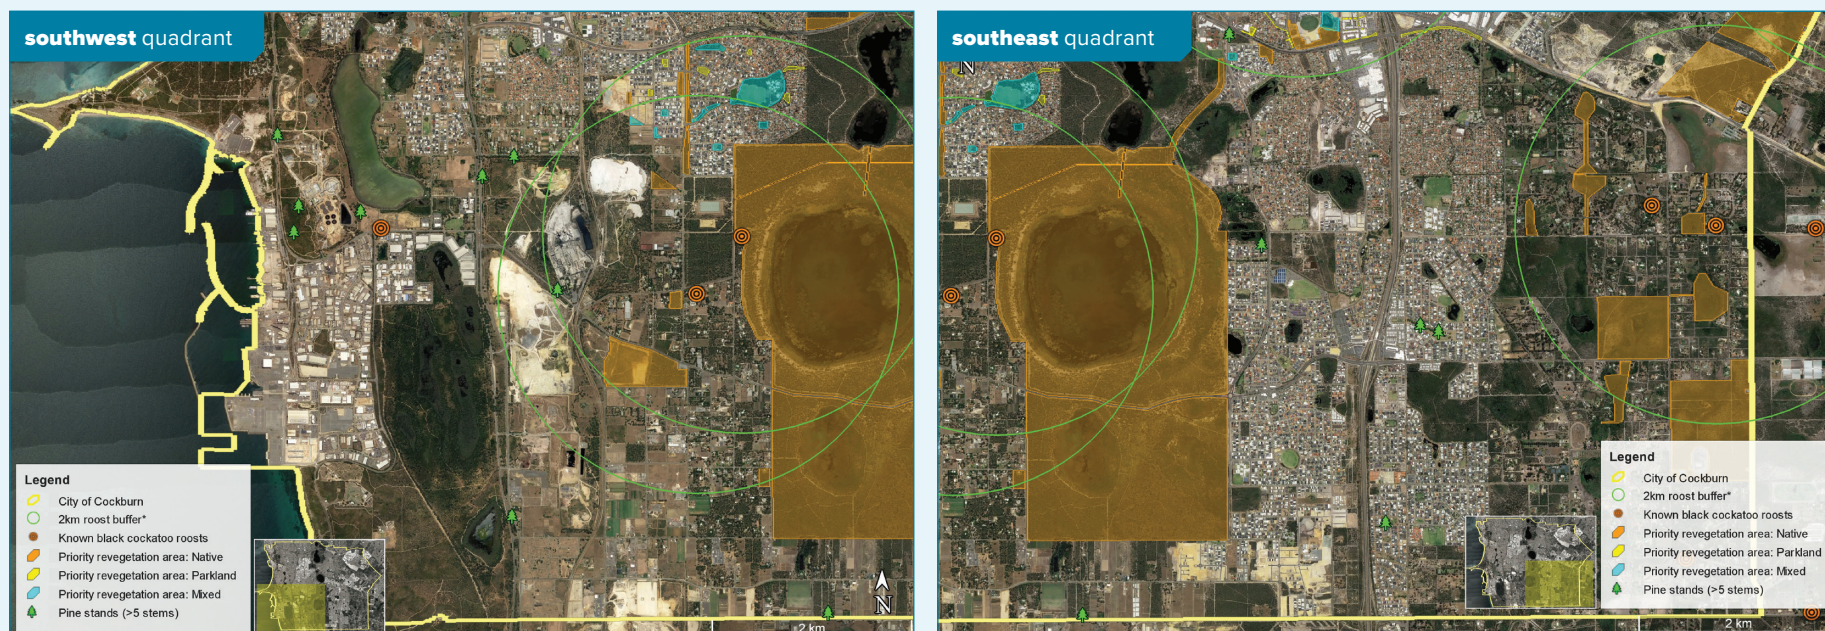 southwest quadrant
Legend
City of Cockburn
2km roost buffer*
Known black cockatoo roosts
Priority revegetation area: Native
Priority revegetation area: Parkland
Priority revegetation area: Mixed
Pine stands (>5 stems)
N
2 km
southeast quadrant
N
Legend
City of Cockburn
2km roost buffer*
Known black cockatoo roosts
Priority revegetation area: Native
Priority revegetation area: Parkland
Priority revegetation area: Mixed
Pine stands (>5 stems)
2 km